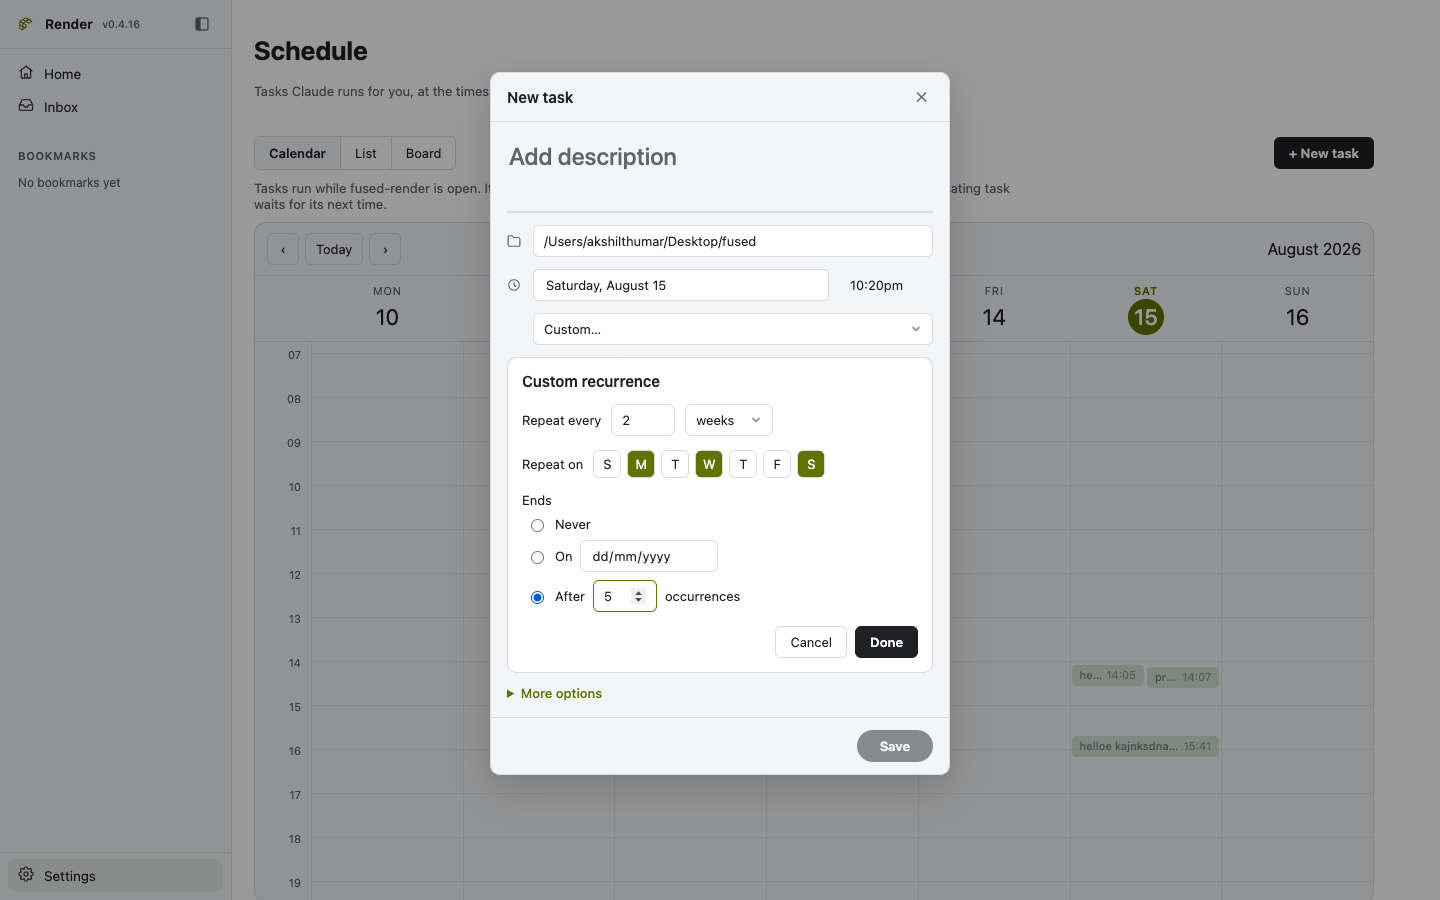 Render v0.4.16
Home
Inbox
BOOKMARKS
No bookmarks yet
Settings
Schedule
Tasks Claude runs for you, at the times
Calendar List Board
+ New task
Tasks run while fused-render is open. I
ating task
waits for its next time.
‹ Today ›
August 2026
MON
10
FRI
14
SAT
15
SUN
16
07
08
09
10
11
12
13
14
15
16
17
18
19
he... 14:05
pr... 14:07
helloe kajnksdna... 15:41
New task
Add description
/Users/akshilthumar/Desktop/fused
Saturday, August 15 10:20pm
Custom...
Custom recurrence
Repeat every 2 weeks
Repeat on S M T W T F S
Ends
Never
On dd/mm/yyyy
After 5 occurrences
Cancel Done
More options
Save